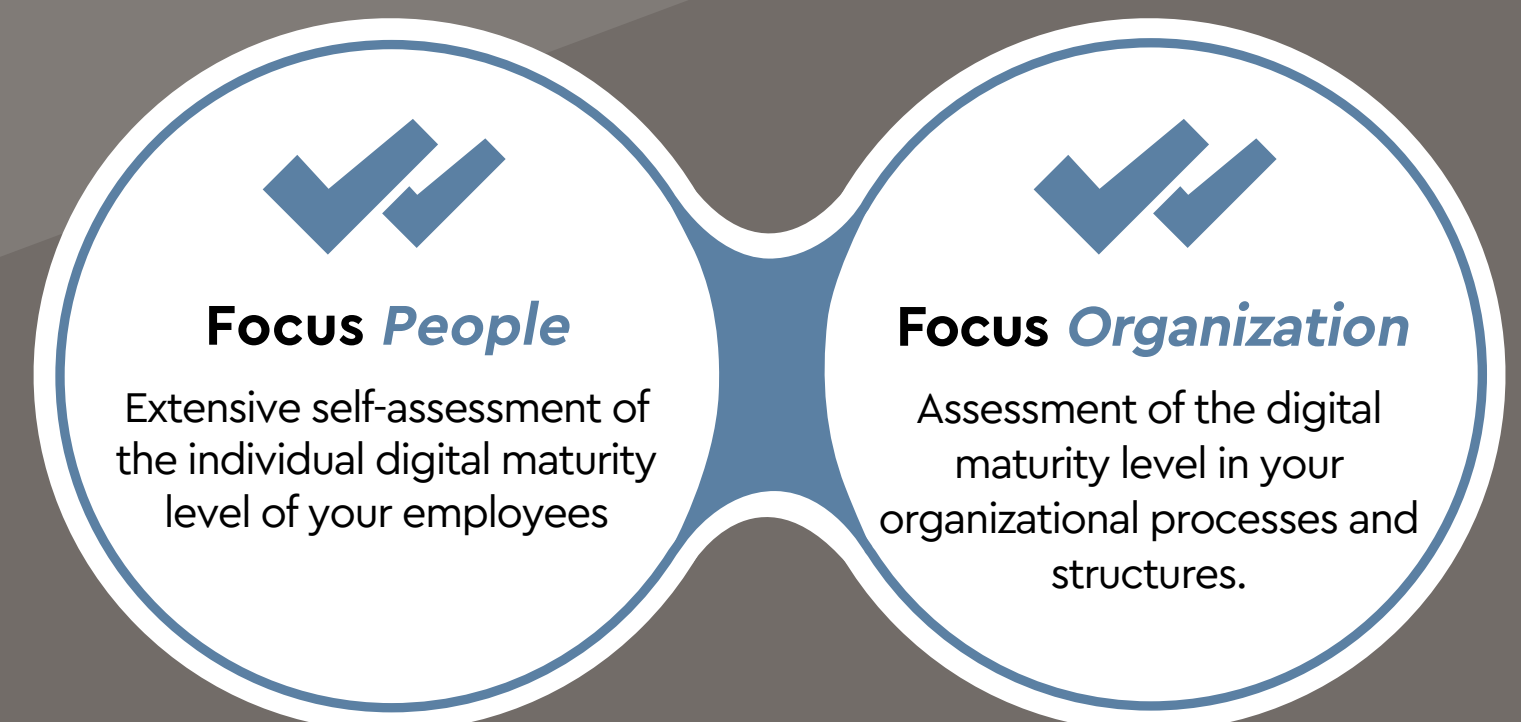 Focus People
Extensive self-assessment of
the individual digital maturity
level of your employees
Focus Organization
Assessment of the digital
maturity level in your
organizational processes and
structures.